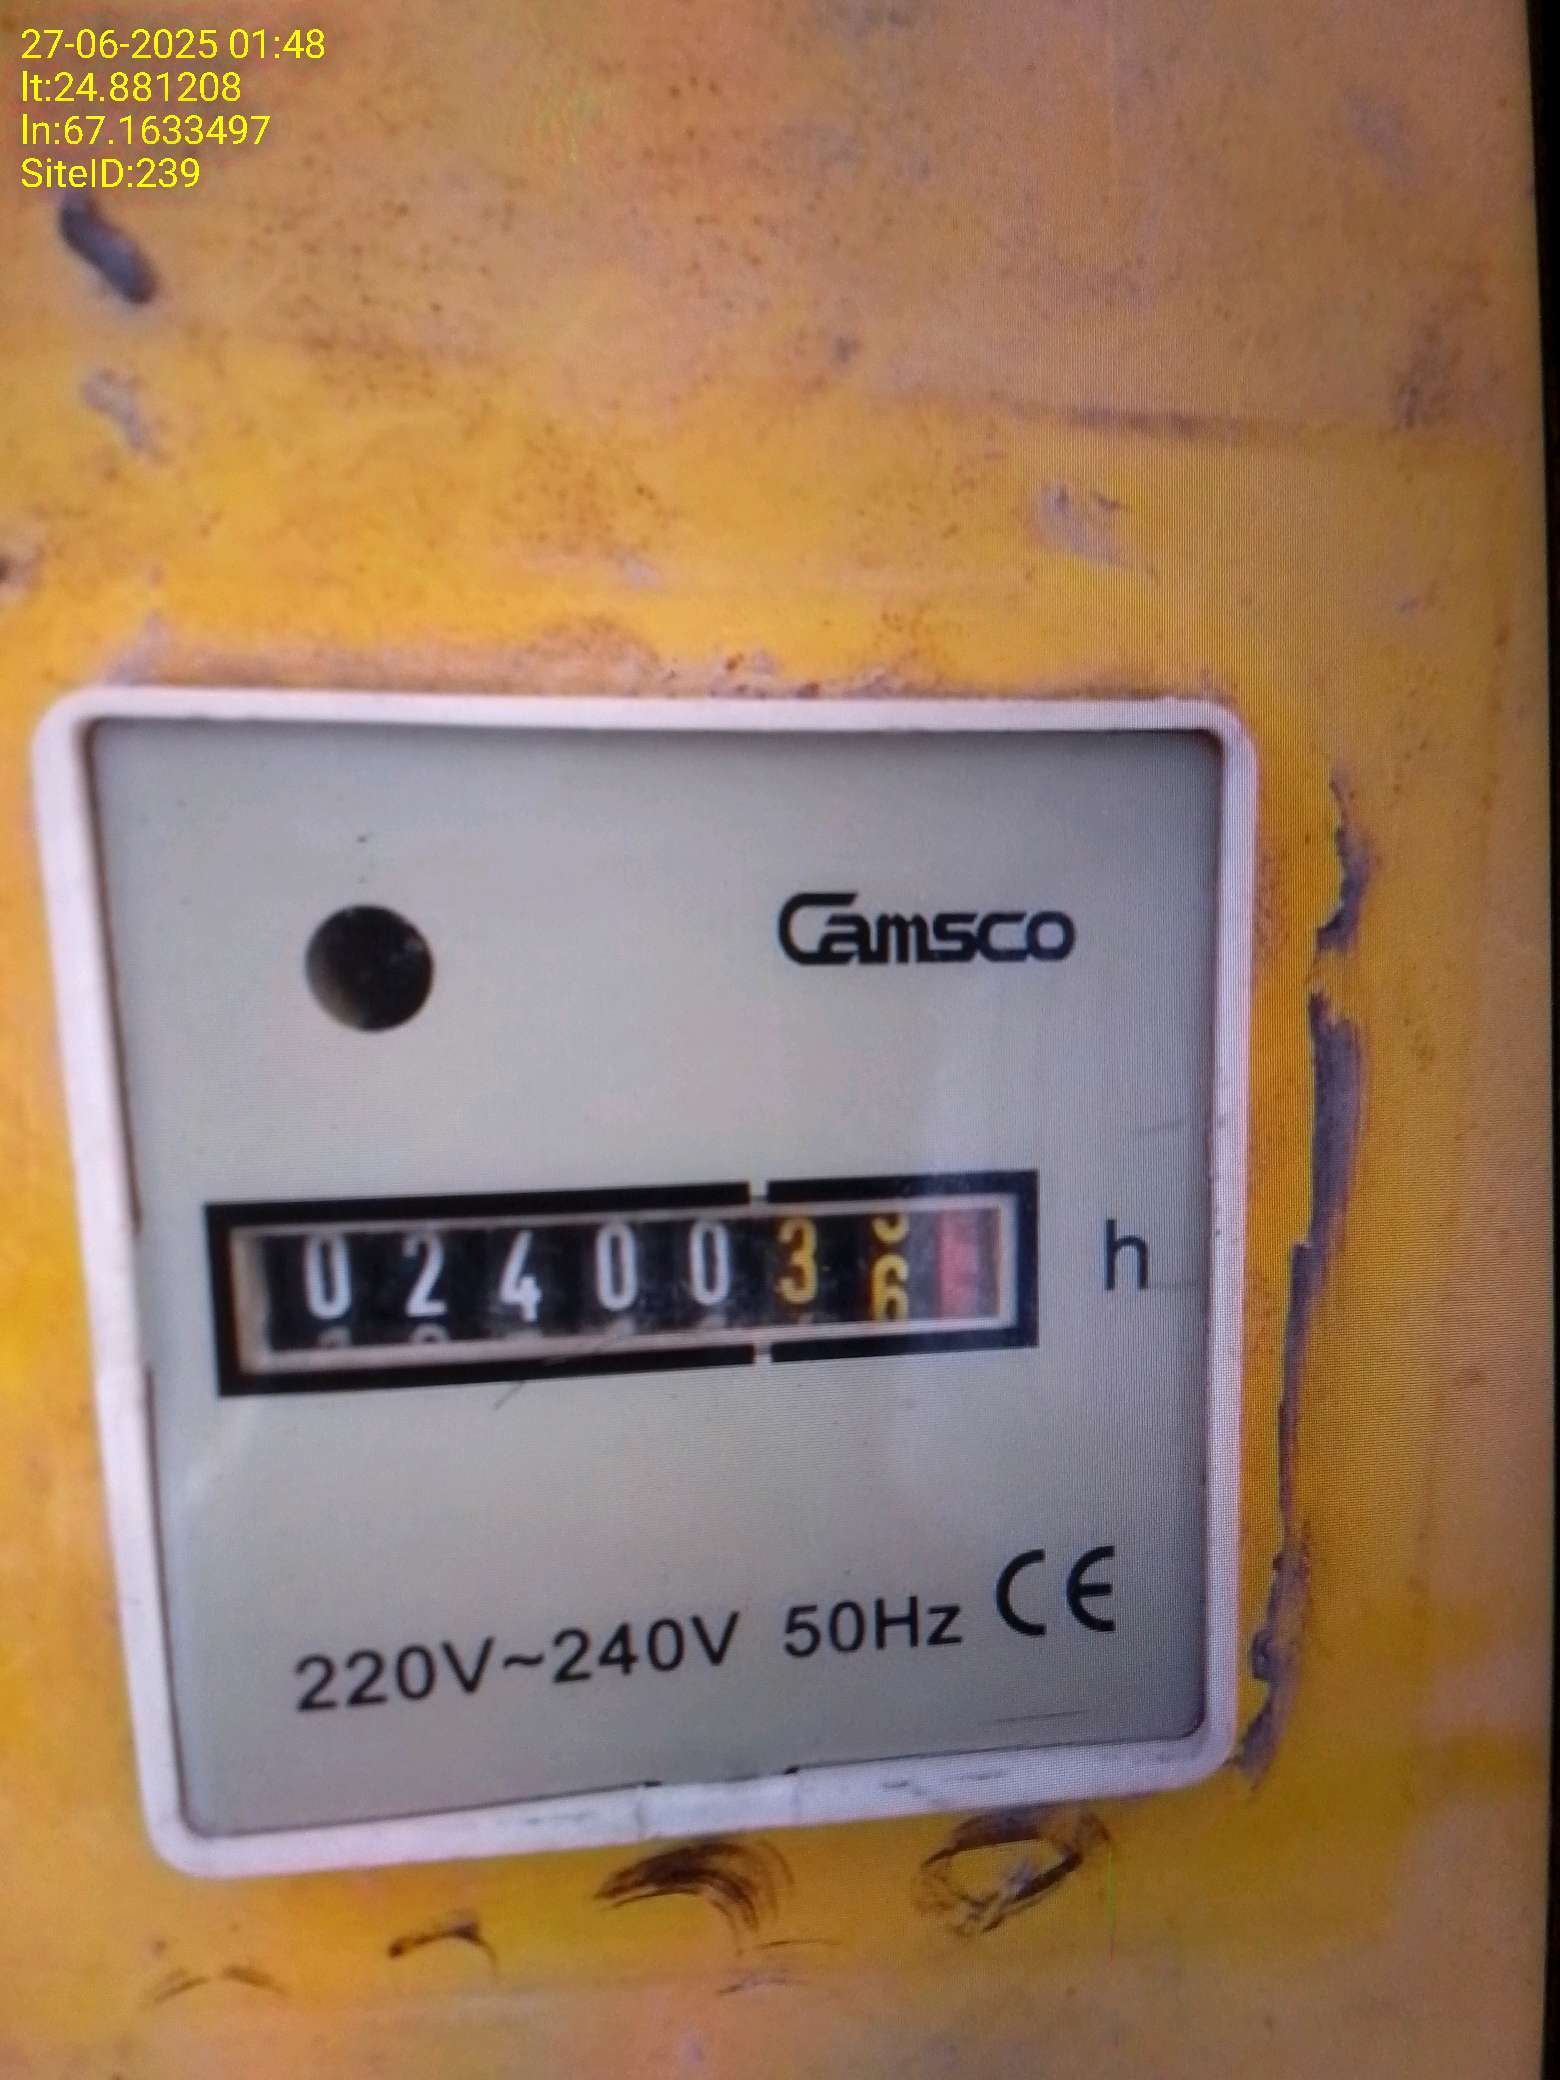 27-06-2025 01:48
lt:24.881208
ln:67.1633497
SiteID:239
Camsco
0240036 h
220V~240V 50Hz CE